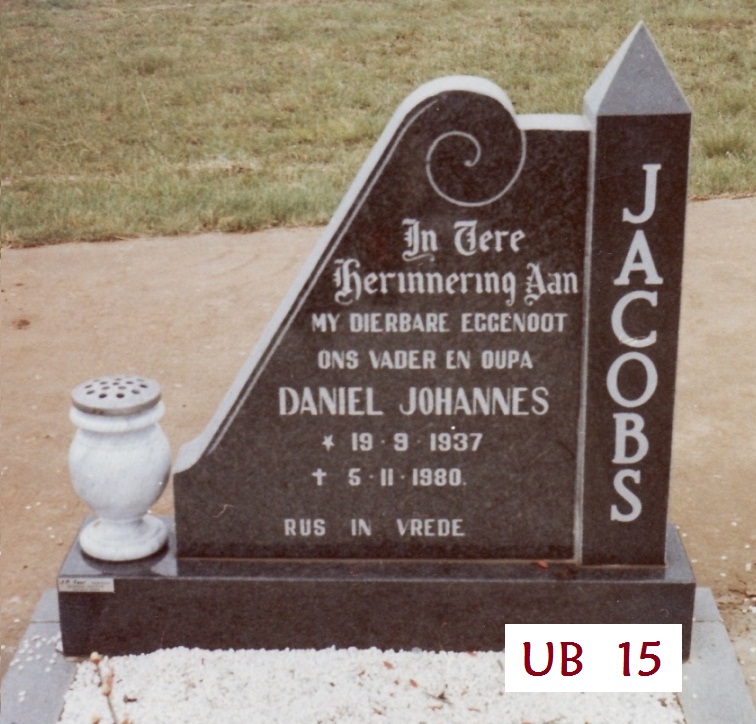 In Tere
Herinnering Aan
MY DIERBARE EGGENOOT
ONS VADER EN OUPA
DANIEL JOHANNES
* 19·9·1937
† 5·11·1980.
RUS IN VREDE
JACOBS
UB 15